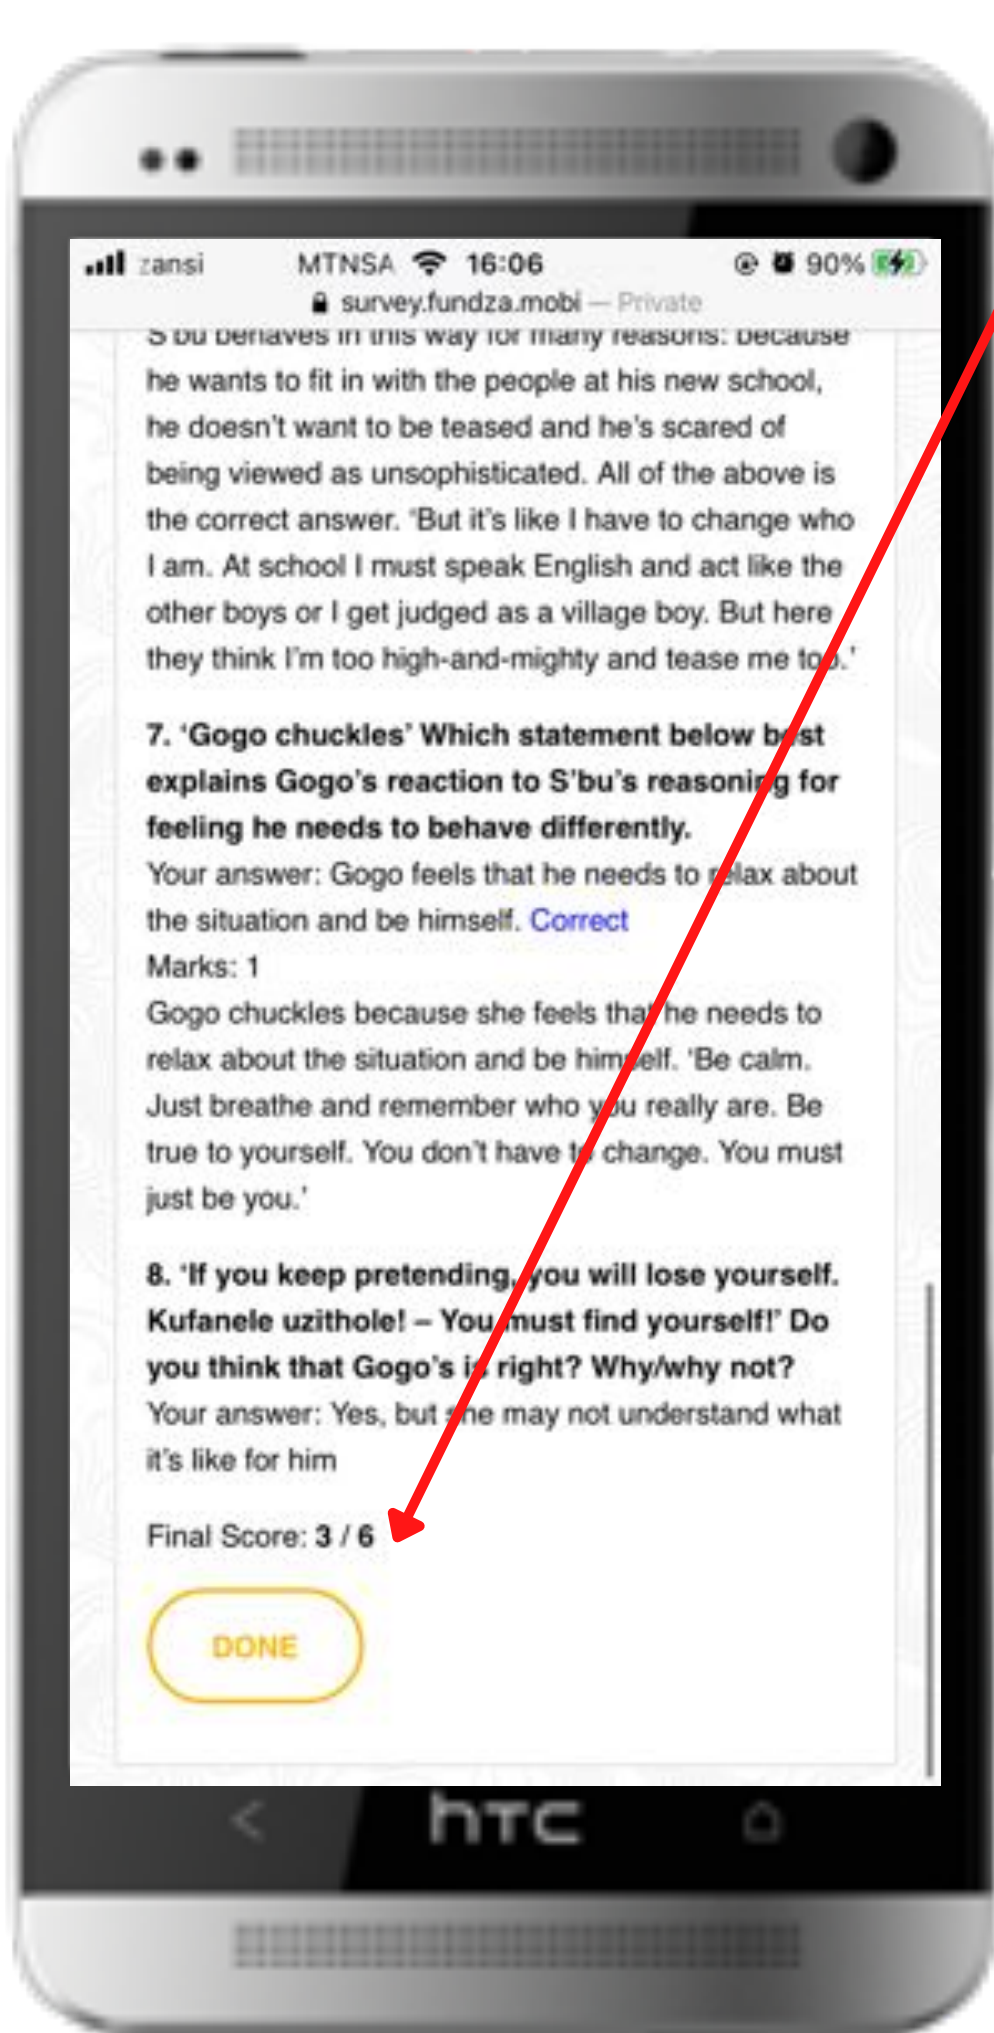 zansi MTNSA 16:06 90%
survey.fundza.mobi — Private
S'bu behaves in this way for many reasons: because
he wants to fit in with the people at his new school,
he doesn't want to be teased and he's scared of
being viewed as unsophisticated. All of the above is
the correct answer. 'But it's like I have to change who
I am. At school I must speak English and act like the
other boys or I get judged as a village boy. But here
they think I'm too high-and-mighty and tease me too.'
7. 'Gogo chuckles' Which statement below best
explains Gogo's reaction to S'bu's reasoning for
feeling he needs to behave differently.
Your answer: Gogo feels that he needs to relax about
the situation and be himself. Correct
Marks: 1
Gogo chuckles because she feels that he needs to
relax about the situation and be himself. 'Be calm.
Just breathe and remember who you really are. Be
true to yourself. You don't have to change. You must
just be you.'
8. 'If you keep pretending, you will lose yourself.
Kufanele uzithole! – You must find yourself!' Do
you think that Gogo's is right? Why/why not?
Your answer: Yes, but she may not understand what
it's like for him
Final Score: 3 / 6
DONE
hTC